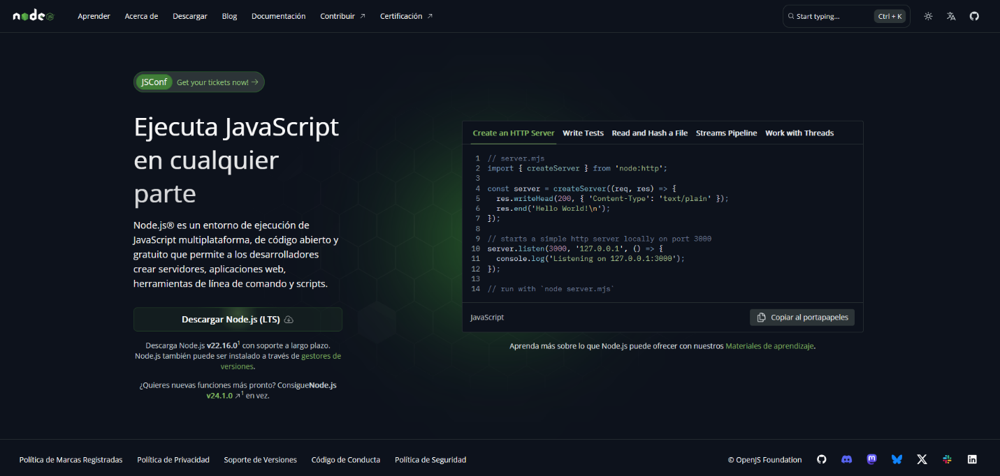 node JS
Aprender Acerca de Descargar Blog Documentación Contribuir ↗ Certificación ↗
Start typing... Ctrl + K
JSConf Get your tickets now! →
Ejecuta JavaScript
en cualquier
parte
Node.js® es un entorno de ejecución de
JavaScript multiplataforma, de código abierto y
gratuito que permite a los desarrolladores
crear servidores, aplicaciones web,
herramientas de línea de comando y scripts.
Descargar Node.js (LTS)
Descarga Node.js v22.16.0¹ con soporte a largo plazo.
Node.js también puede ser instalado a través de gestores de
versiones.
¿Quieres nuevas funciones más pronto? ConsigueNode.js
v24.1.0 ↗¹ en vez.
Create an HTTP Server Write Tests Read and Hash a File Streams Pipeline Work with Threads
1 // server.mjs
2 import { createServer } from 'node:http';
3
4 const server = createServer((req, res) => {
5   res.writeHead(200, { 'Content-Type': 'text/plain' });
6   res.end('Hello World!\n');
7 });
8
9 // starts a simple http server locally on port 3000
10 server.listen(3000, '127.0.0.1', () => {
11   console.log('Listening on 127.0.0.1:3000');
12 });
13
14 // run with `node server.mjs`
JavaScript Copiar al portapapeles
Aprenda más sobre lo que Node.js puede ofrecer con nuestros Materiales de aprendizaje.
Política de Marcas Registradas Política de Privacidad Soporte de Versiones Código de Conducta Política de Seguridad
© OpenJS Foundation